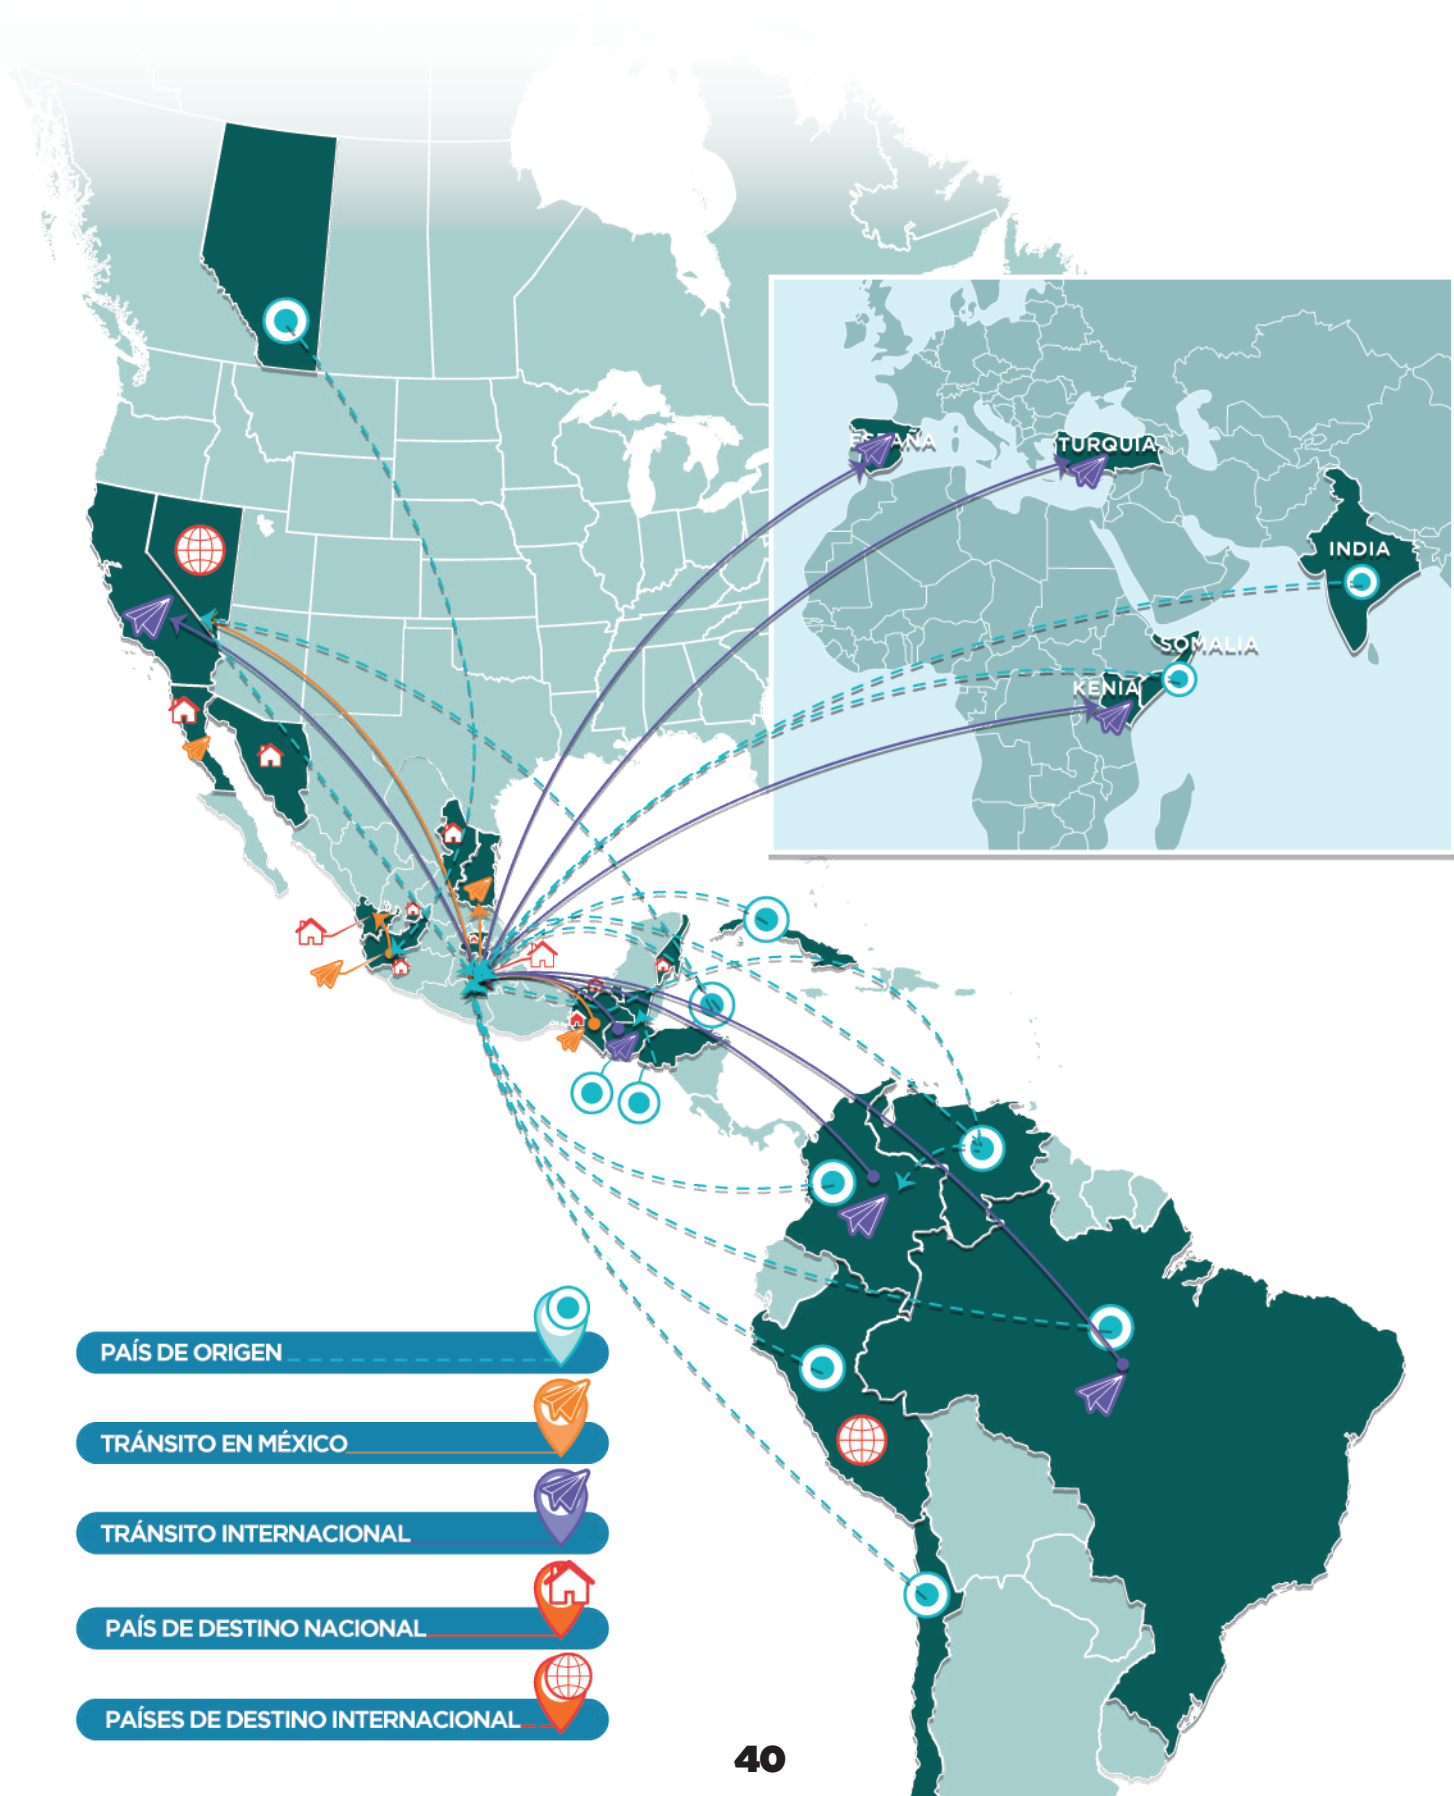 ESPAÑA
TURQUIA
INDIA
SOMALIA
KENIA
PAÍS DE ORIGEN
TRÁNSITO EN MÉXICO
TRÁNSITO INTERNACIONAL
PAÍS DE DESTINO NACIONAL
PAÍSES DE DESTINO INTERNACIONAL
40